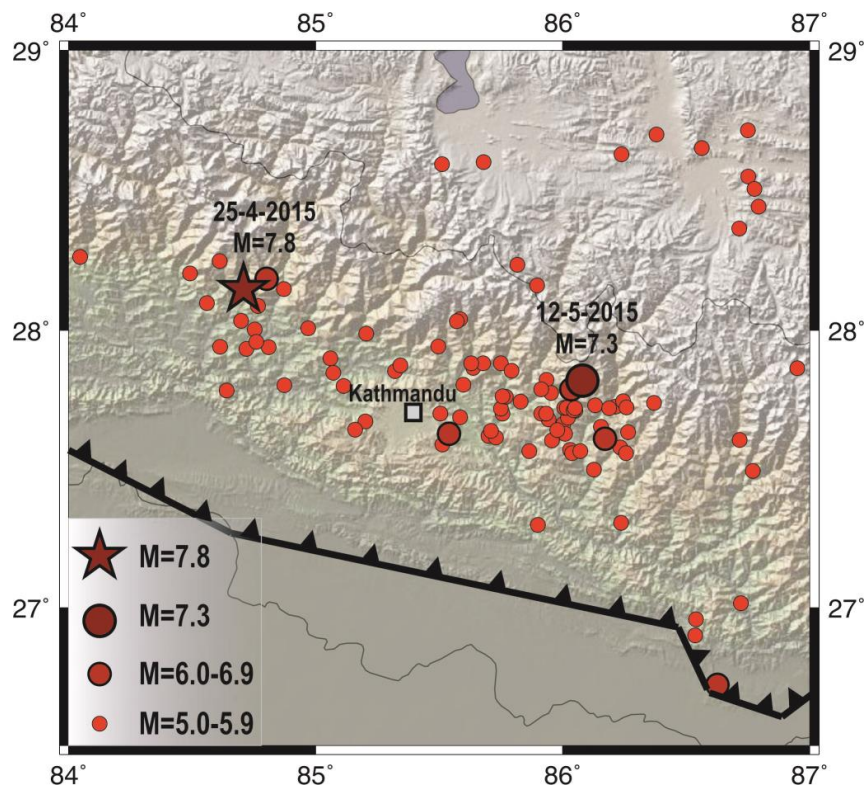 84˚ 85˚ 86˚ 87˚
29˚ 29˚
25-4-2015
M=7.8
28˚ 28˚
12-5-2015
M=7.3
Kathmandu
M=7.8
27˚ 27˚
M=7.3
M=6.0-6.9
M=5.0-5.9
84˚ 85˚ 86˚ 87˚